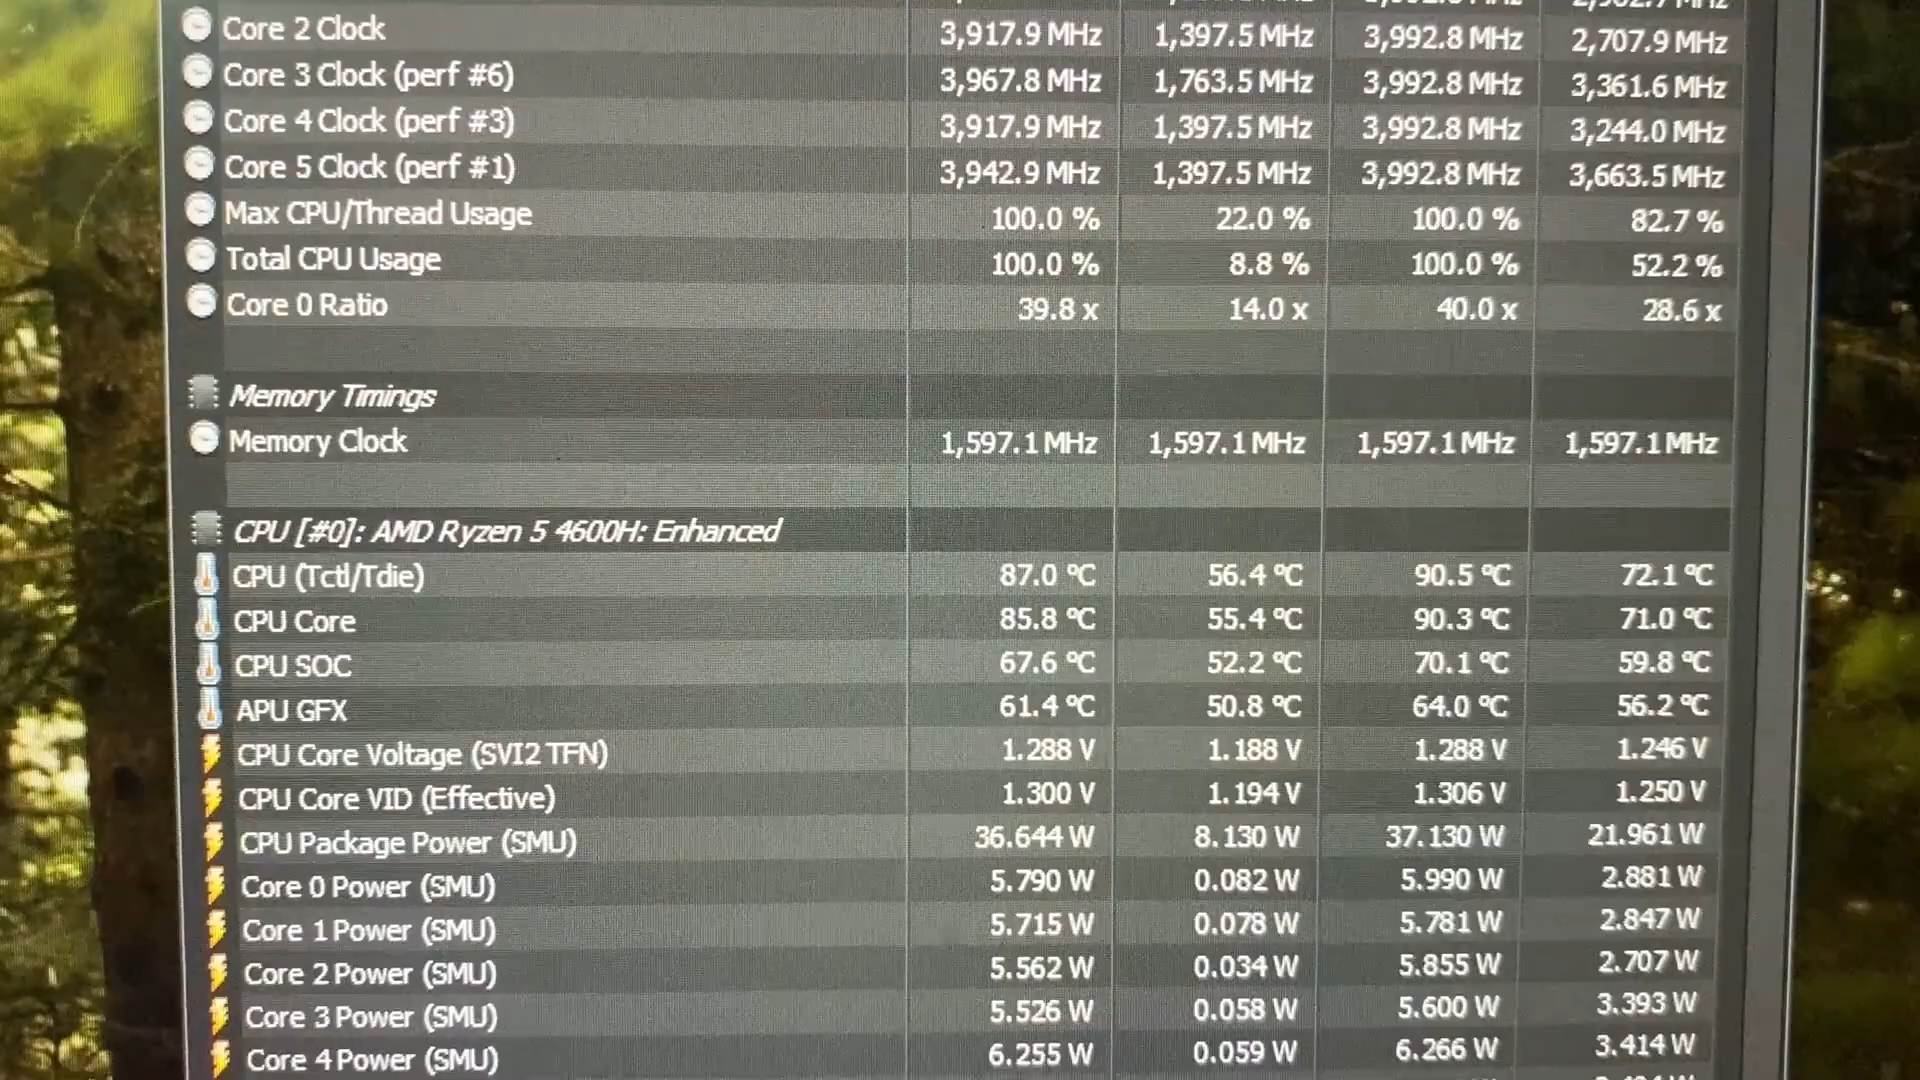 Core 2 Clock 3,917.9 MHz 1,397.5 MHz 3,992.8 MHz 2,707.9 MHz
Core 3 Clock (perf #6) 3,967.8 MHz 1,763.5 MHz 3,992.8 MHz 3,361.6 MHz
Core 4 Clock (perf #3) 3,917.9 MHz 1,397.5 MHz 3,992.8 MHz 3,244.0 MHz
Core 5 Clock (perf #1) 3,942.9 MHz 1,397.5 MHz 3,992.8 MHz 3,663.5 MHz
Max CPU/Thread Usage 100.0 % 22.0 % 100.0 % 82.7 %
Total CPU Usage 100.0 % 8.8 % 100.0 % 52.2 %
Core 0 Ratio 39.8 x 14.0 x 40.0 x 28.6 x
Memory Timings
Memory Clock 1,597.1 MHz 1,597.1 MHz 1,597.1 MHz 1,597.1 MHz
CPU [#0]: AMD Ryzen 5 4600H: Enhanced
CPU (Tctl/Tdie) 87.0 °C 56.4 °C 90.5 °C 72.1 °C
CPU Core 85.8 °C 55.4 °C 90.3 °C 71.0 °C
CPU SOC 67.6 °C 52.2 °C 70.1 °C 59.8 °C
APU GFX 61.4 °C 50.8 °C 64.0 °C 56.2 °C
CPU Core Voltage (SVI2 TFN) 1.288 V 1.188 V 1.288 V 1.246 V
CPU Core VID (Effective) 1.300 V 1.194 V 1.306 V 1.250 V
CPU Package Power (SMU) 36.644 W 8.130 W 37.130 W 21.961 W
Core 0 Power (SMU) 5.790 W 0.082 W 5.990 W 2.881 W
Core 1 Power (SMU) 5.715 W 0.078 W 5.781 W 2.847 W
Core 2 Power (SMU) 5.562 W 0.034 W 5.855 W 2.707 W
Core 3 Power (SMU) 5.526 W 0.058 W 5.600 W 3.393 W
Core 4 Power (SMU) 6.255 W 0.059 W 6.266 W 3.414 W